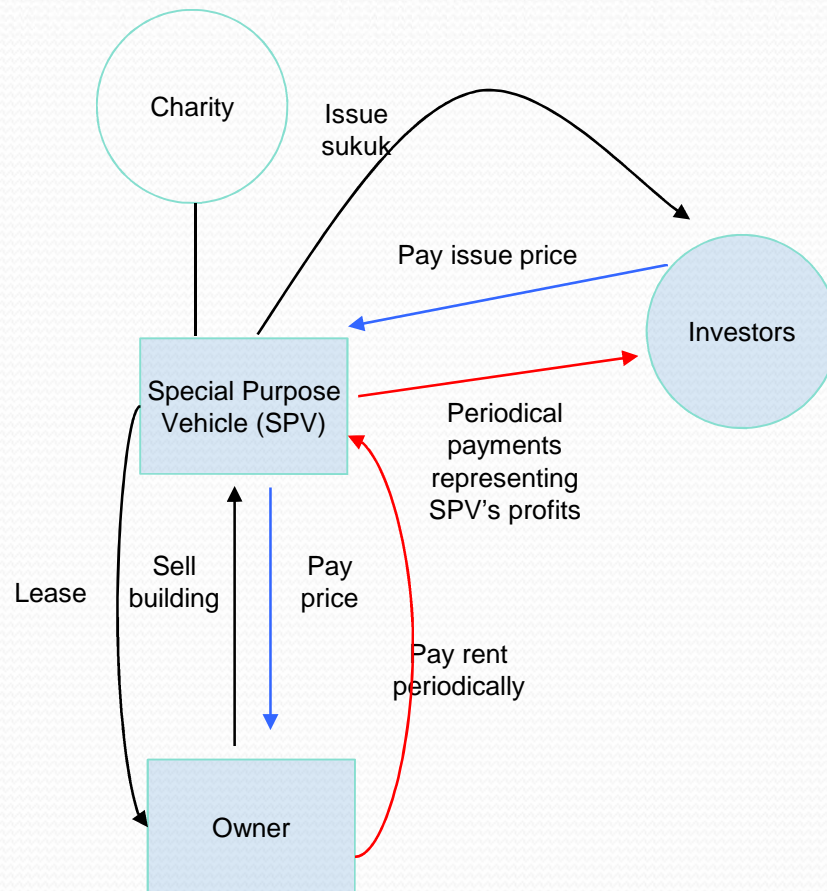 Charity
Issue
sukuk
Pay issue price
Investors
Special Purpose
Vehicle (SPV)
Periodical
payments
representing
SPV’s profits
Lease
Sell
building
Pay
price
Pay rent
periodically
Owner